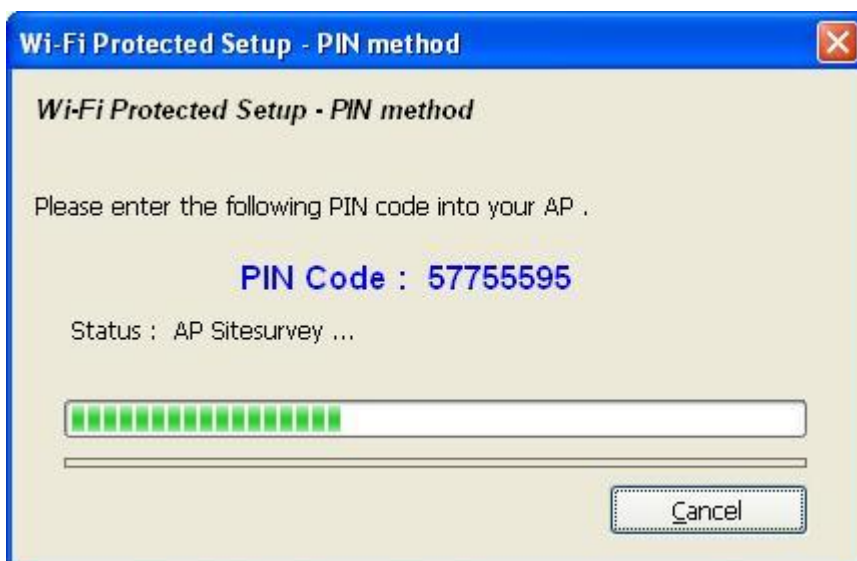 Wi-Fi Protected Setup - PIN method
Wi-Fi Protected Setup - PIN method
Please enter the following PIN code into your AP .
PIN Code : 57755595
Status : AP Sitesurvey ...
Cancel